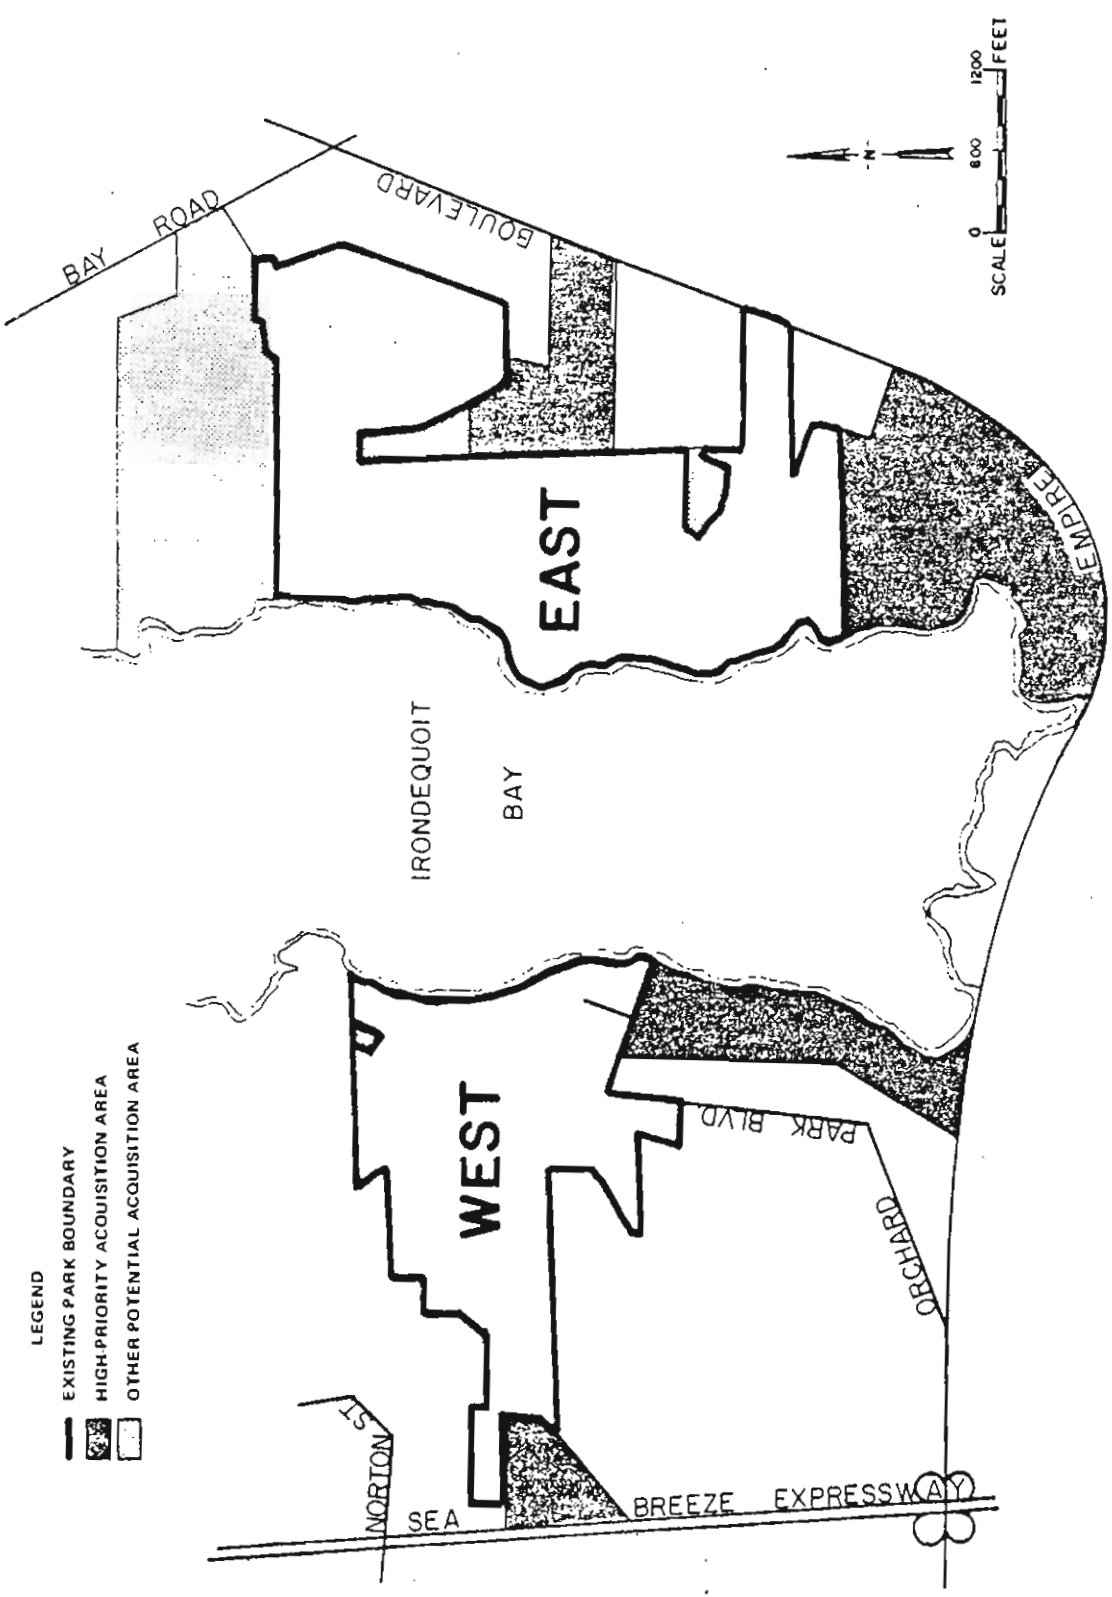 LEGEND
EXISTING PARK BOUNDARY
HIGH-PRIORITY ACQUISITION AREA
OTHER POTENTIAL ACQUISITION AREA
NORTON ST
SEA BREEZE EXPRESSWAY
WEST
ORCHARD PARK BLVD.
IRONDEQUOIT
BAY
EAST
BAY ROAD
EMPIRE BOULEVARD
N
0 600 1200
SCALE FEET